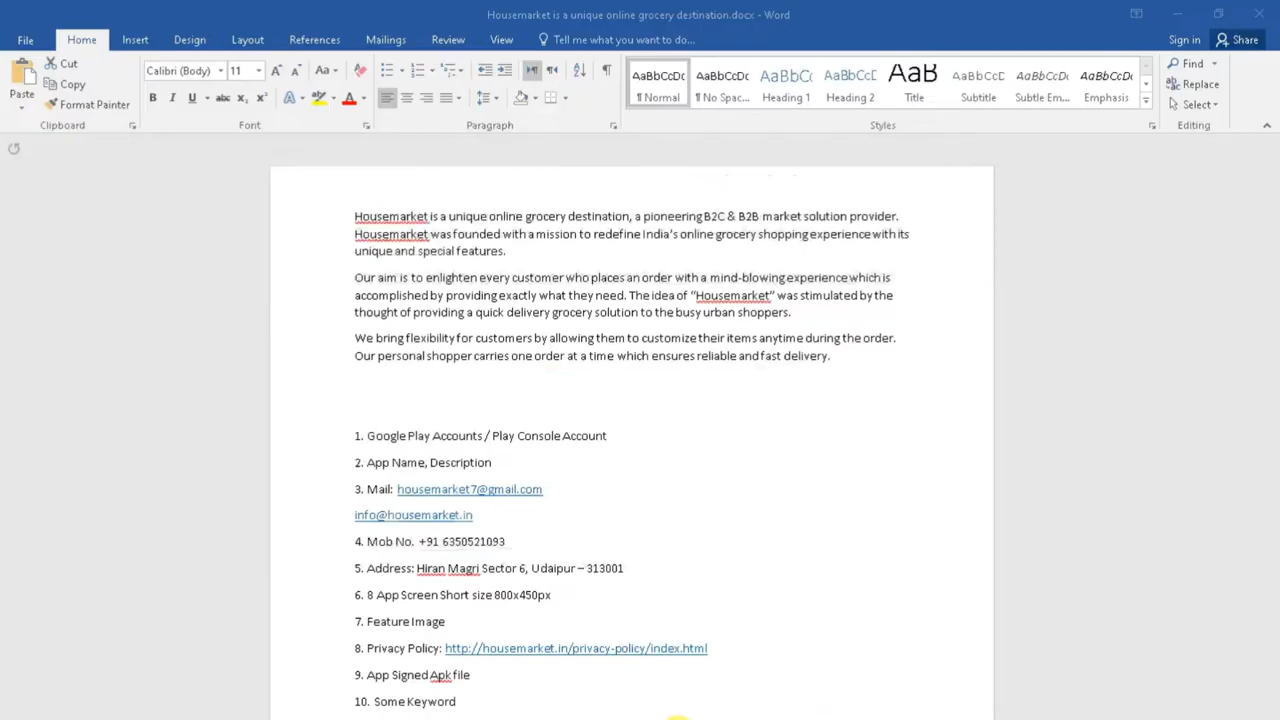 Housemarket is a unique online grocery destination.docx - Word
File Home Insert Design Layout References Mailings Review View Tell me what you want to do... Sign in Share
Paste Cut Copy Format Painter
Calibri (Body) 11
AaBbCcDc ¶ Normal
AaBbCcDc ¶ No Spac...
AaBbCc Heading 1
AaBbCcD Heading 2
AaB Title
AaBbCcD Subtitle
AaBbCcDc Subtle Em...
AaBbCcDc Emphasis
Find
Replace
Select
Clipboard Font Paragraph Styles Editing
Housemarket is a unique online grocery destination, a pioneering B2C & B2B market solution provider.
Housemarket was founded with a mission to redefine India's online grocery shopping experience with its
unique and special features.
Our aim is to enlighten every customer who places an order with a mind-blowing experience which is
accomplished by providing exactly what they need. The idea of “Housemarket” was stimulated by the
thought of providing a quick delivery grocery solution to the busy urban shoppers.
We bring flexibility for customers by allowing them to customize their items anytime during the order.
Our personal shopper carries one order at a time which ensures reliable and fast delivery.
1. Google Play Accounts / Play Console Account
2. App Name, Description
3. Mail: housemarket7@gmail.com
info@housemarket.in
4. Mob No. +91 6350521093
5. Address: Hiran Magri Sector 6, Udaipur – 313001
6. 8 App Screen Short size 800x450px
7. Feature Image
8. Privacy Policy: http://housemarket.in/privacy-policy/index.html
9. App Signed Apk file
10. Some Keyword